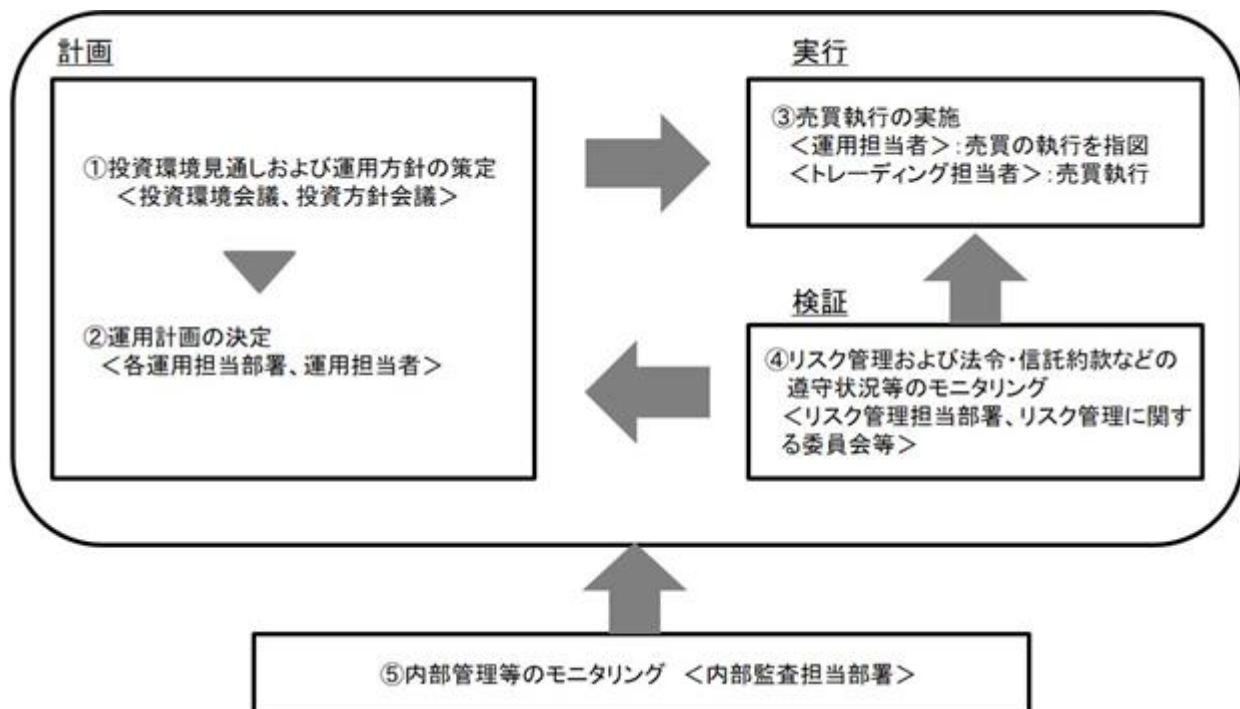 計画
①投資環境見通しおよび運用方針の策定
＜投資環境会議、投資方針会議＞
②運用計画の決定
＜各運用担当部署、運用担当者＞
実行
③売買執行の実施
＜運用担当者＞：売買の執行を指図
＜トレーディング担当者＞：売買執行
検証
④リスク管理および法令・信託約款などの
遵守状況等のモニタリング
＜リスク管理担当部署、リスク管理に関す
る委員会等＞
⑤内部管理等のモニタリング ＜内部監査担当部署＞